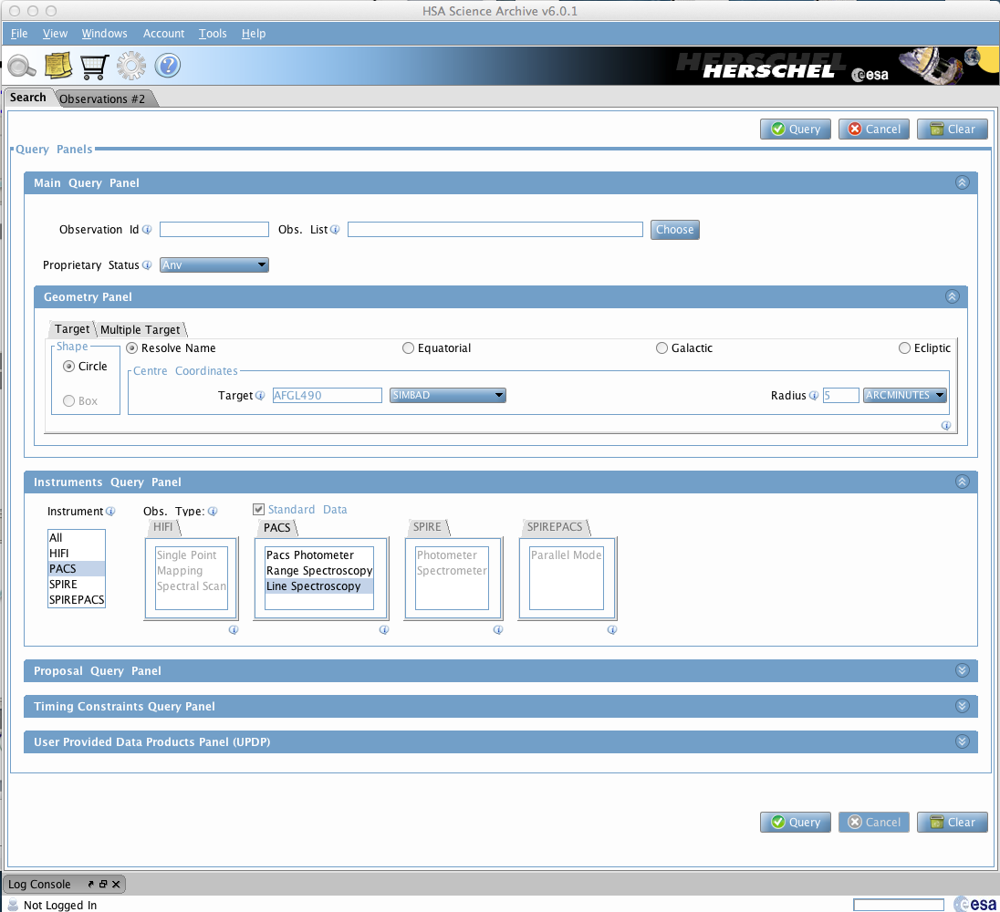 HSA Science Archive v6.0.1
File View Windows Account Tools Help
HERSCHEL
HERSCHEL esa
Search Observations #2
Query Cancel Clear
Query Panels
Main Query Panel
Observation Id Obs. List Choose
Proprietary Status Any
Geometry Panel
Target Multiple Target
Shape Resolve Name Equatorial Galactic Ecliptic
Circle Centre Coordinates
Box Target AFGL490 SIMBAD Radius 5 ARCMINUTES
Instruments Query Panel
Instrument Obs. Type: Standard Data
HIFI PACS SPIRE SPIREPACS
All
HIFI Single Point Pacs Photometer Photometer Parallel Mode
PACS Mapping Range Spectroscopy Spectrometer
SPIRE Spectral Scan Line Spectroscopy
SPIREPACS
Proposal Query Panel
Timing Constraints Query Panel
User Provided Data Products Panel (UPDP)
Query Cancel Clear
Log Console
Not Logged In esa